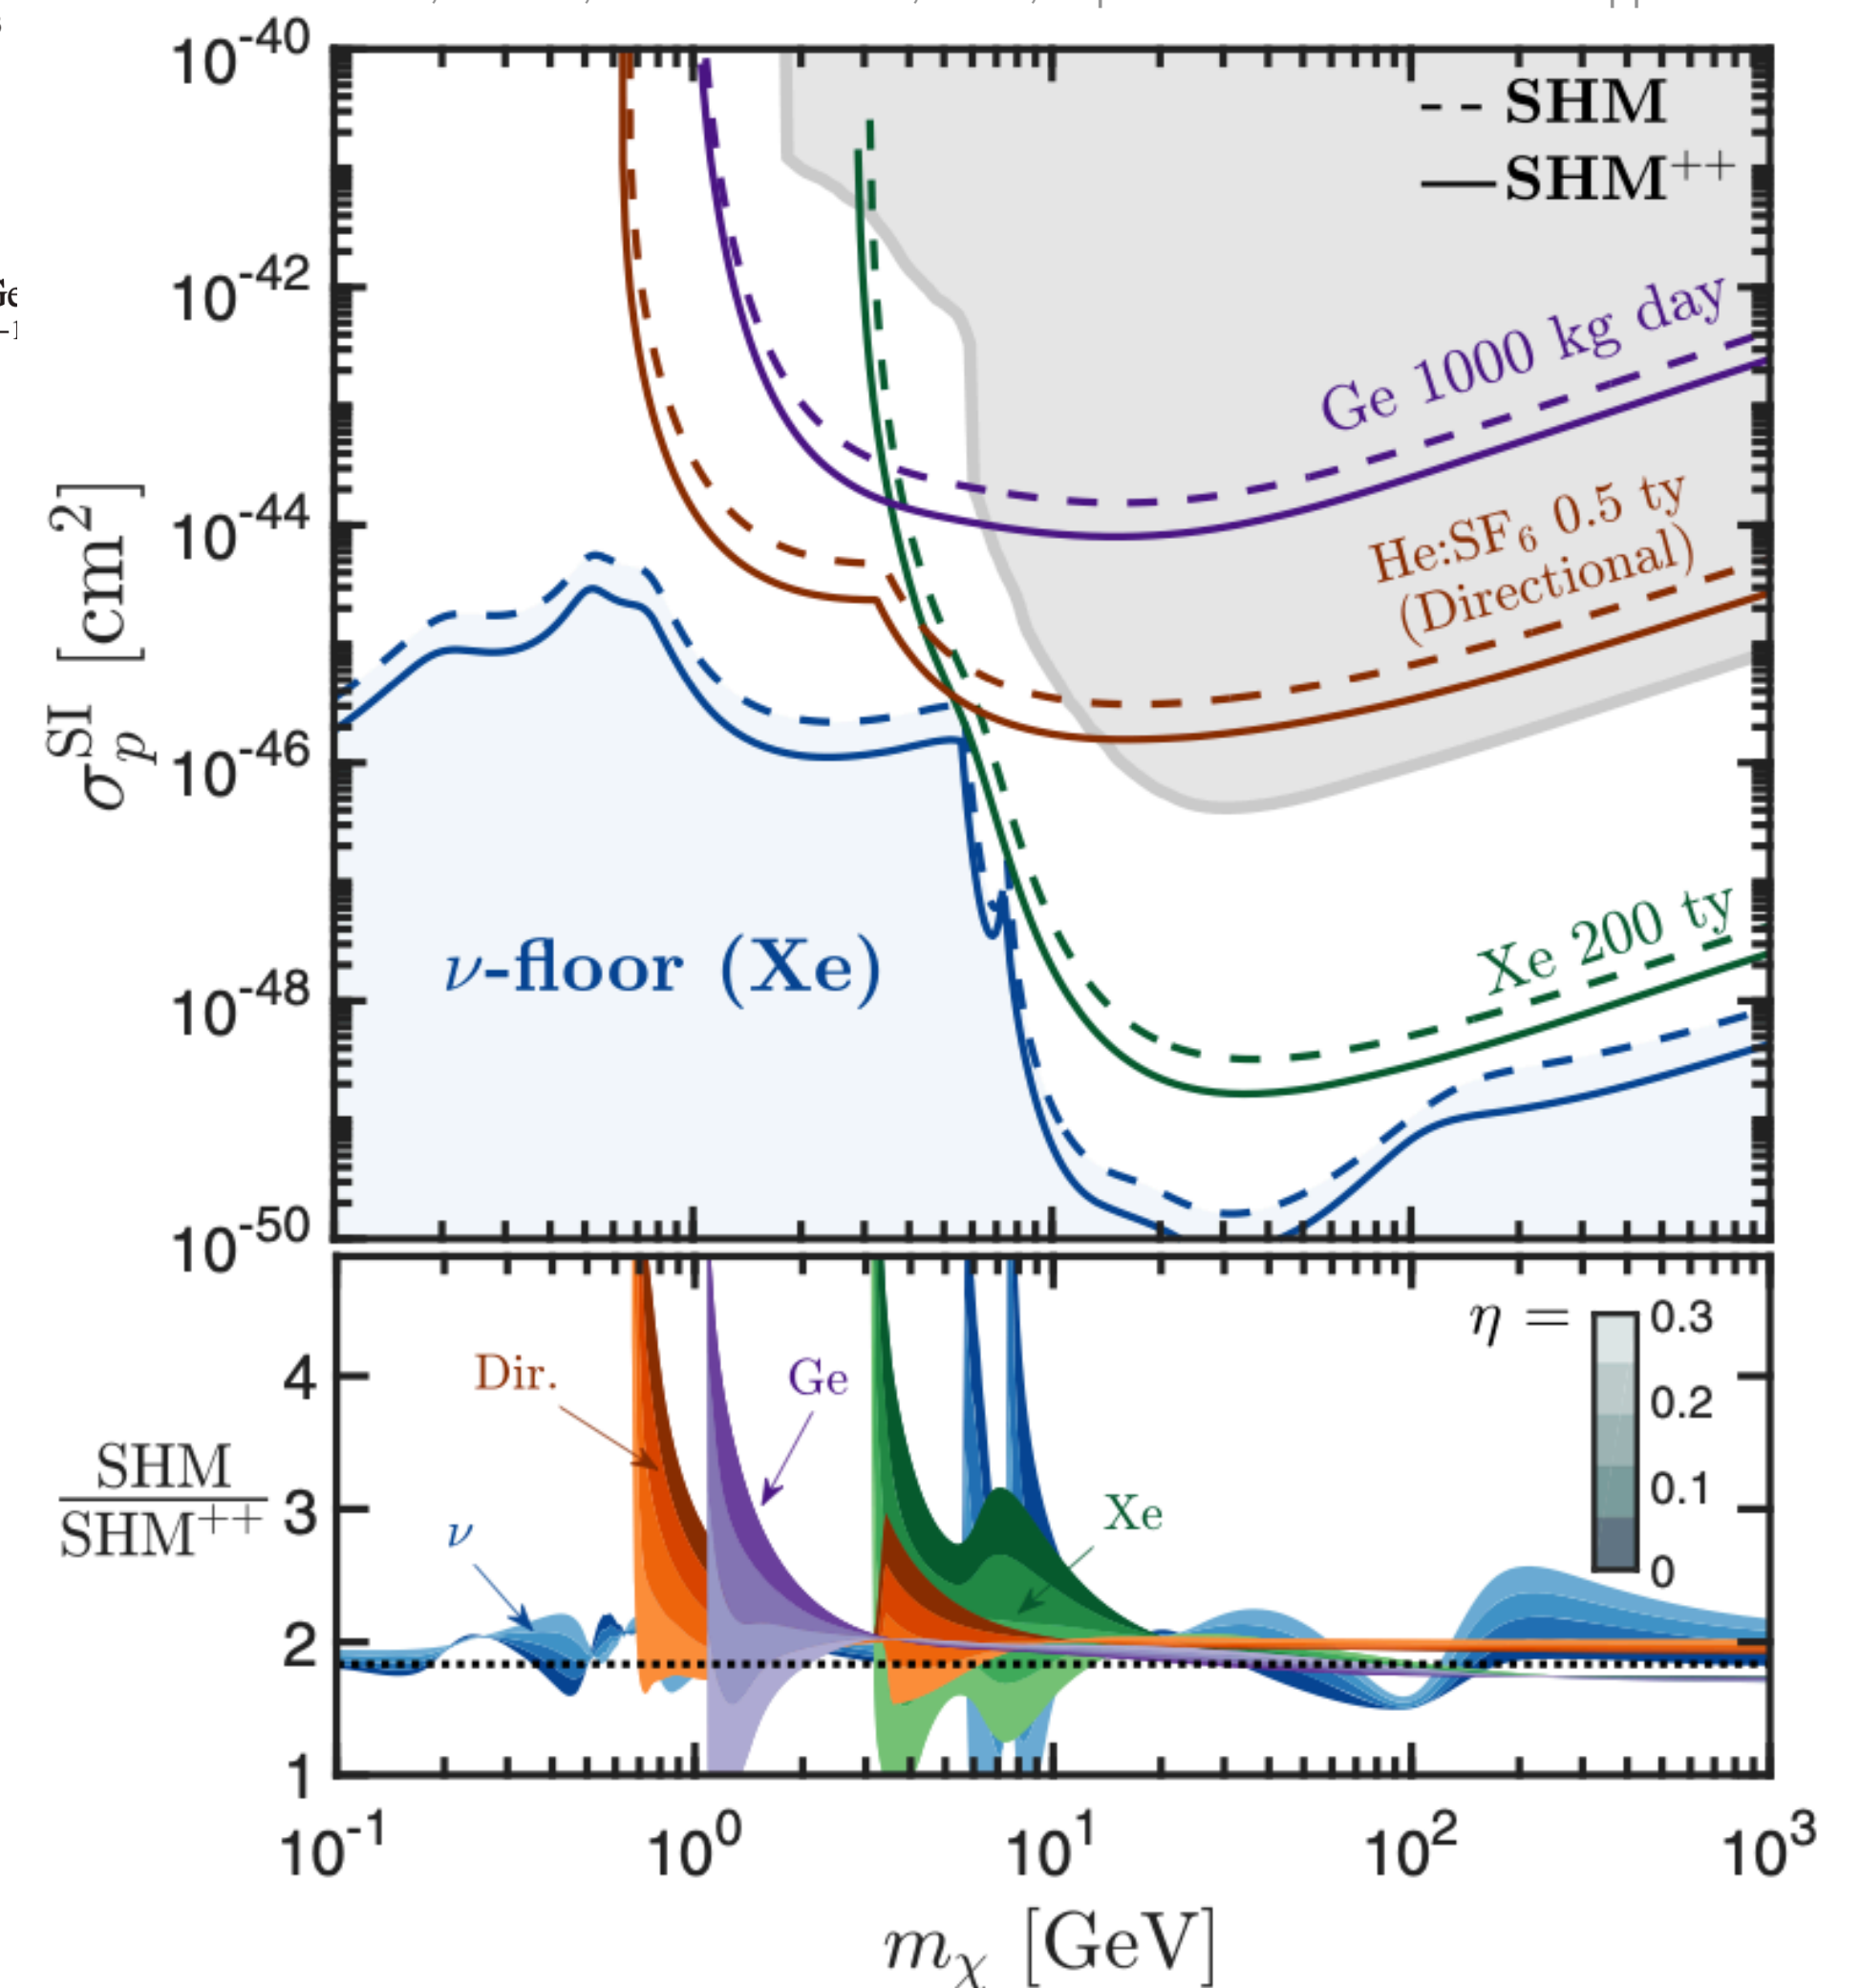 10^-40
10^-42
10^-44
10^-46
10^-48
10^-50
σ_p^SI [cm^2]
-- SHM
— SHM^++
Ge 1000 kg day
He:SF_6 0.5 ty
(Directional)
Xe 200 ty
ν-floor (Xe)
SHM
SHM^++
4
3
2
1
Dir.
Ge
ν
Xe
η =
0.3
0.2
0.1
0
10^-1
10^0
10^1
10^2
10^3
m_χ [GeV]